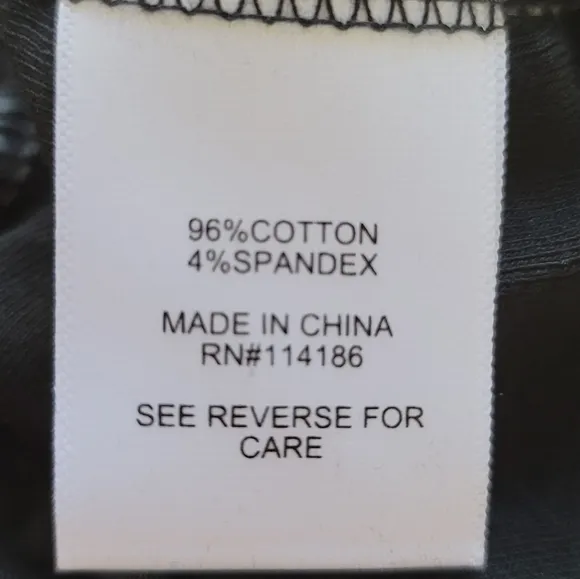 96%COTTON
4%SPANDEX
MADE IN CHINA
RN#114186
SEE REVERSE FOR
CARE